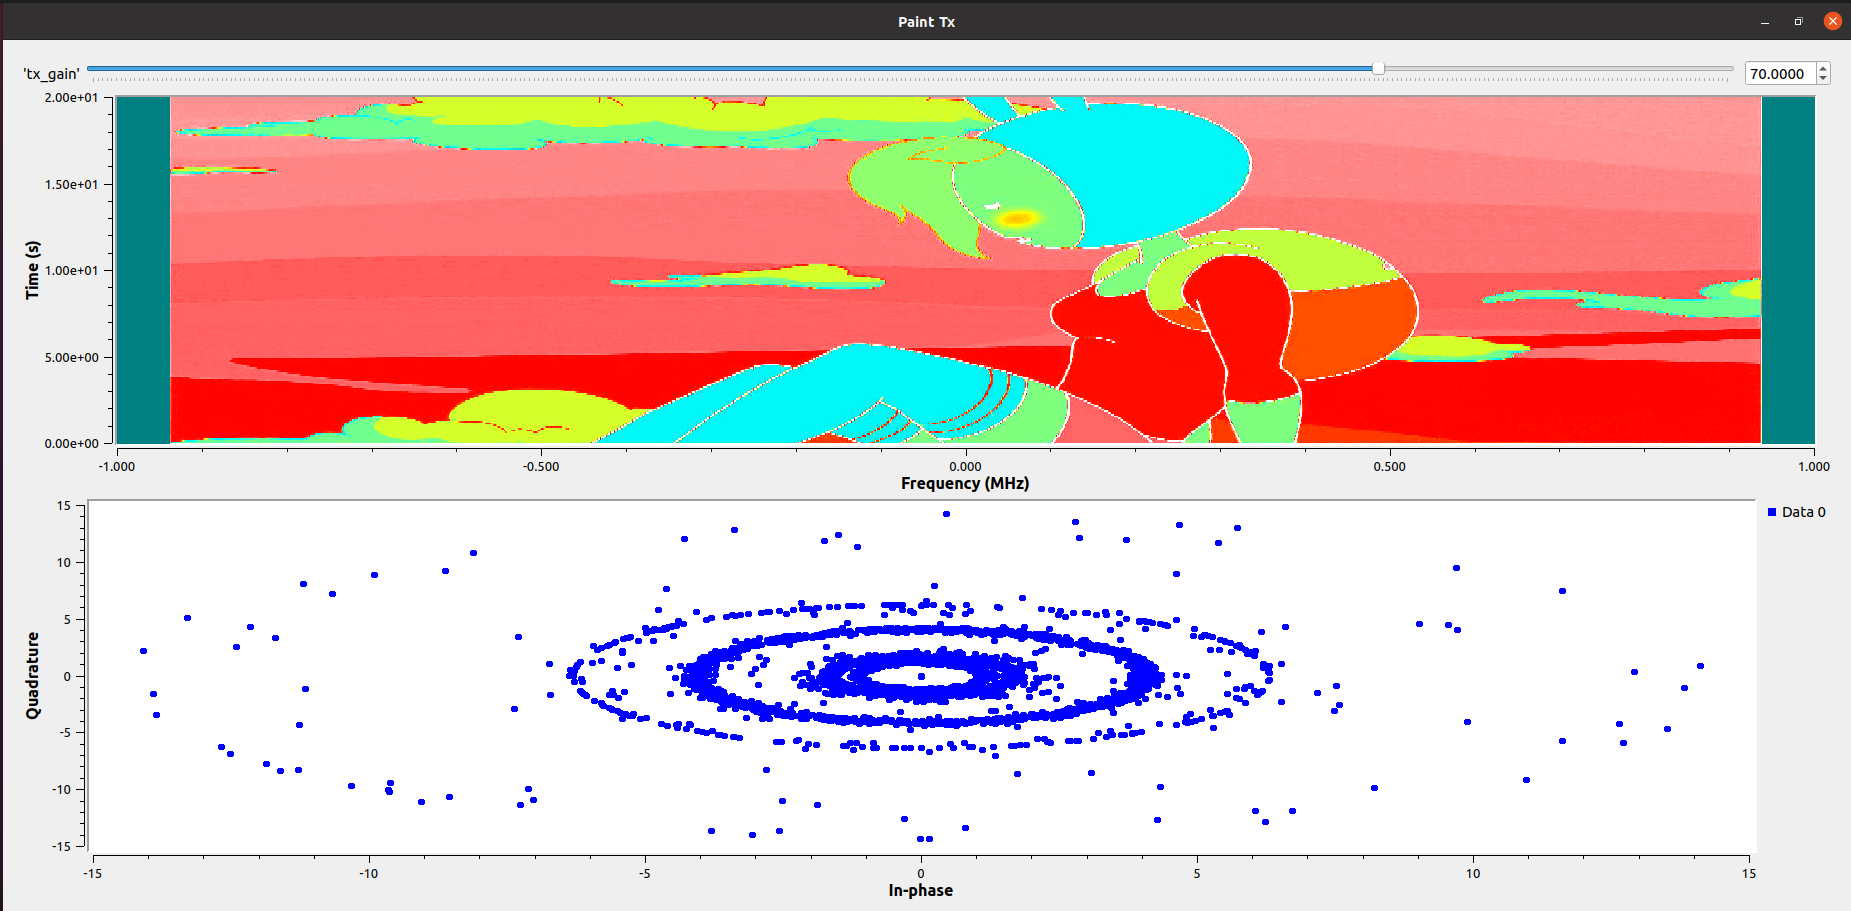 Paint Tx
'tx_gain'
70.0000
2.00e+01
1.50e+01
1.00e+01
5.00e+00
0.00e+00
Time (s)
-1.000
-0.500
0.000
0.500
1.000
Frequency (MHz)
15
10
5
0
-5
-10
-15
Quadrature
Data 0
-15
-10
-5
0
5
10
15
In-phase